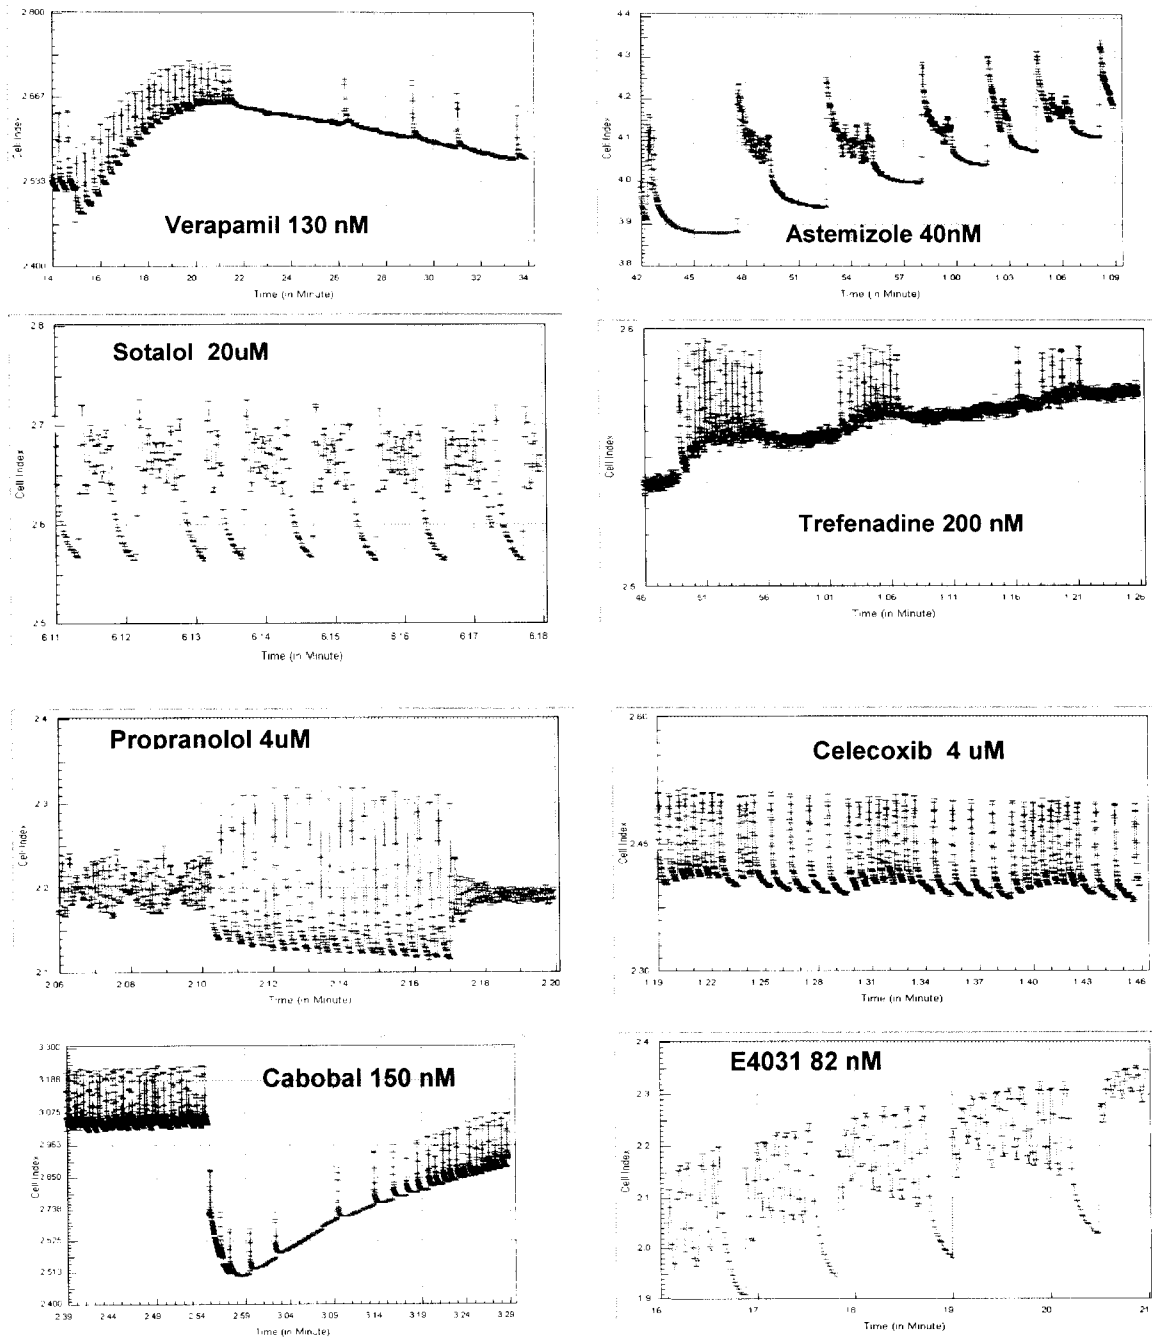 2.800
2.667
2.533
2.400
Cell Index
Verapamil 130 nM
14 16 18 20 22 24 26 28 30 32 34
Time (in Minute)
4.4
4.3
4.2
4.1
4.0
3.9
3.8
Cell Index
Astemizole 40nM
42 45 48 51 54 57 1.00 1.03 1.06 1.09
Time (in Minute)
2.8
2.7
2.6
2.5
Cell Index
Sotalol 20uM
6.11 6.12 6.13 6.14 6.15 6.16 6.17 6.18
Time (in Minute)
2.6
2.5
Cell Index
Trefenadine 200 nM
46 51 56 1.01 1.06 1.11 1.16 1.21 1.26
Time (in Minute)
2.4
2.3
2.2
2.1
Cell Index
Propranolol 4uM
2.06 2.08 2.10 2.12 2.14 2.16 2.18 2.20
Time (in Minute)
2.60
2.45
2.30
Cell Index
Celecoxib 4 uM
1.19 1.22 1.25 1.28 1.31 1.34 1.37 1.40 1.43 1.46
Time (in Minute)
3.300
3.188
3.075
2.963
2.850
2.738
2.625
2.513
2.400
Cell Index
Cabobal 150 nM
2.39 2.44 2.49 2.54 2.59 3.04 3.09 3.14 3.19 3.24 3.29
Time (in Minute)
2.4
2.3
2.2
2.1
2.0
1.9
Cell Index
E4031 82 nM
16 17 18 19 20 21
Time (in Minute)